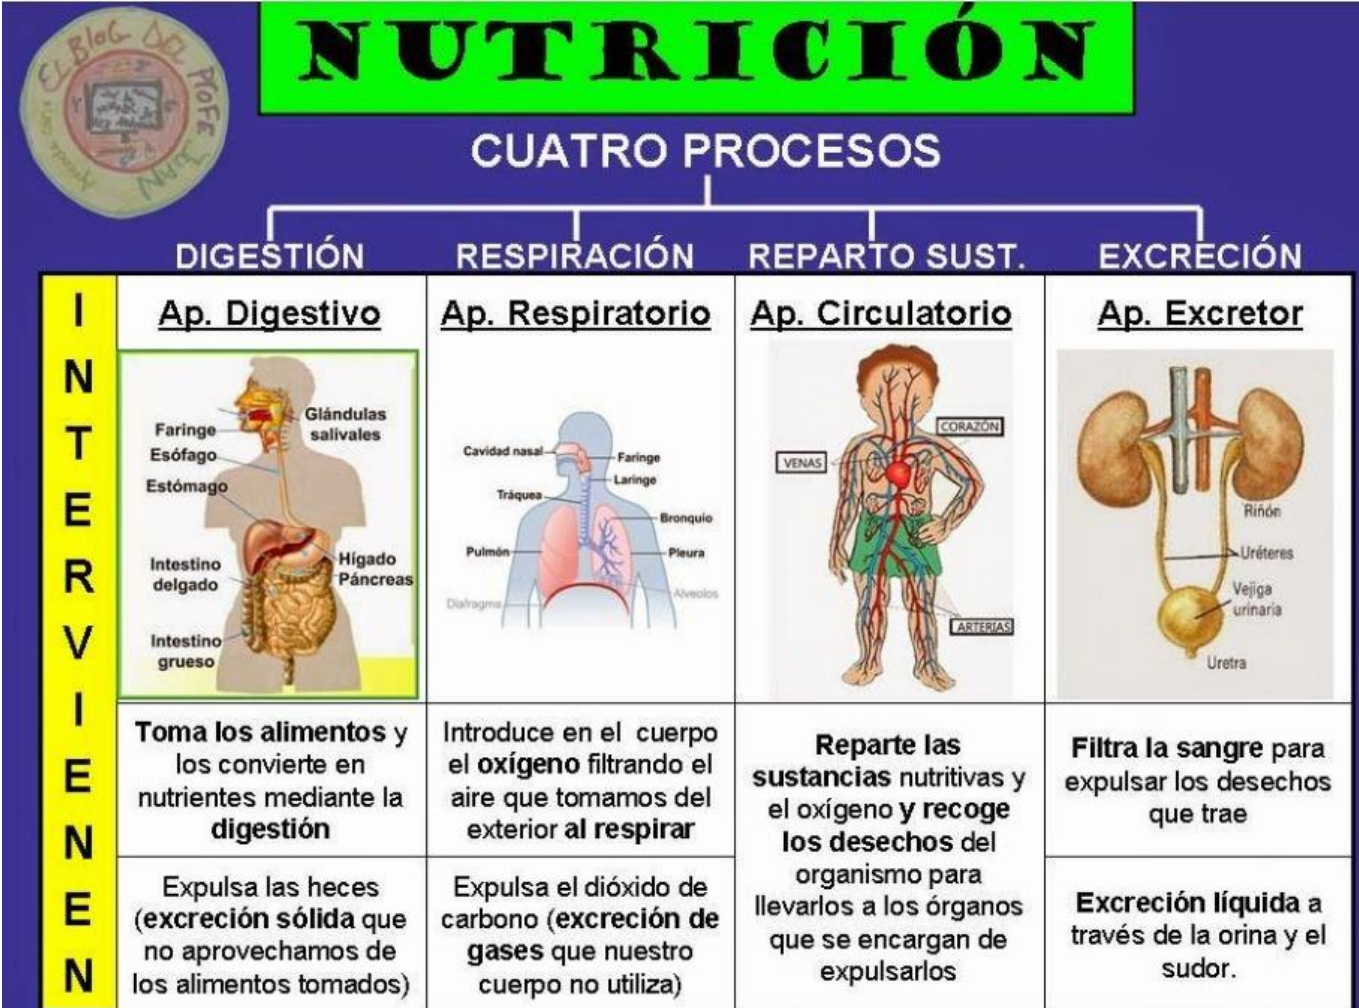 EL BLOG DEL PROFE JOAN
NUTRICIÓN
CUATRO PROCESOS
DIGESTIÓN
RESPIRACIÓN
REPARTO SUST.
EXCRECIÓN
INTERVIENEN
Ap. Digestivo
Faringe
Esófago
Estómago
Glándulas
salivales
Intestino
delgado
Hígado
Páncreas
Intestino
grueso
Toma los alimentos y
los convierte en
nutrientes mediante la
digestión
Expulsa las heces
(excreción sólida que
no aprovechamos de
los alimentos tomados)
Ap. Respiratorio
Cavidad nasal
Faringe
Laringe
Tráquea
Bronquio
Pulmón
Pleura
Alveolos
Diafragma
Introduce en el cuerpo
el oxígeno filtrando el
aire que tomamos del
exterior al respirar
Expulsa el dióxido de
carbono (excreción de
gases que nuestro
cuerpo no utiliza)
Ap. Circulatorio
CORAZÓN
VENAS
ARTERIAS
Reparte las
sustancias nutritivas y
el oxígeno y recoge
los desechos del
organismo para
llevarlos a los órganos
que se encargan de
expulsarlos
Ap. Excretor
Riñón
Uréteres
Vejiga
urinaria
Uretra
Filtra la sangre para
expulsar los desechos
que trae
Excreción líquida a
través de la orina y el
sudor.